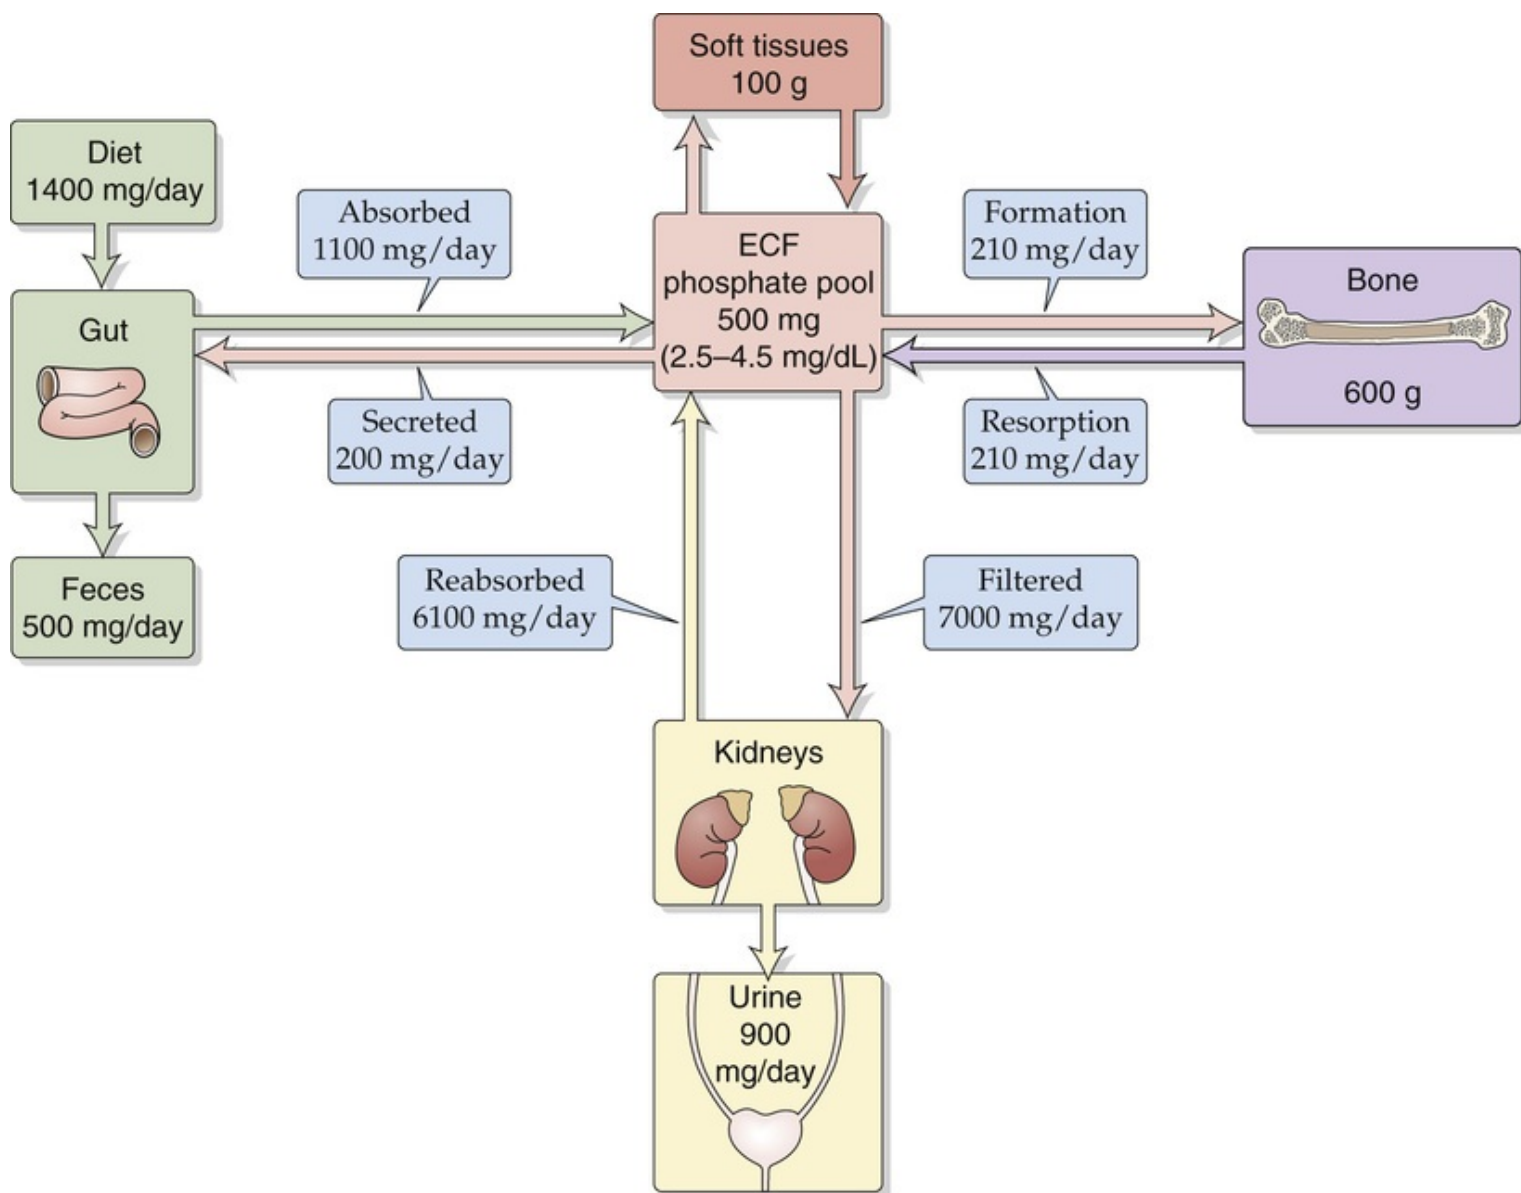 Soft tissues
100 g
Diet
1400 mg/day
Absorbed
1100 mg/day
Formation
210 mg/day
ECF
phosphate pool
500 mg
(2.5–4.5 mg/dL)
Gut
Bone
600 g
Secreted
200 mg/day
Resorption
210 mg/day
Feces
500 mg/day
Reabsorbed
6100 mg/day
Filtered
7000 mg/day
Kidneys
Urine
900
mg/day